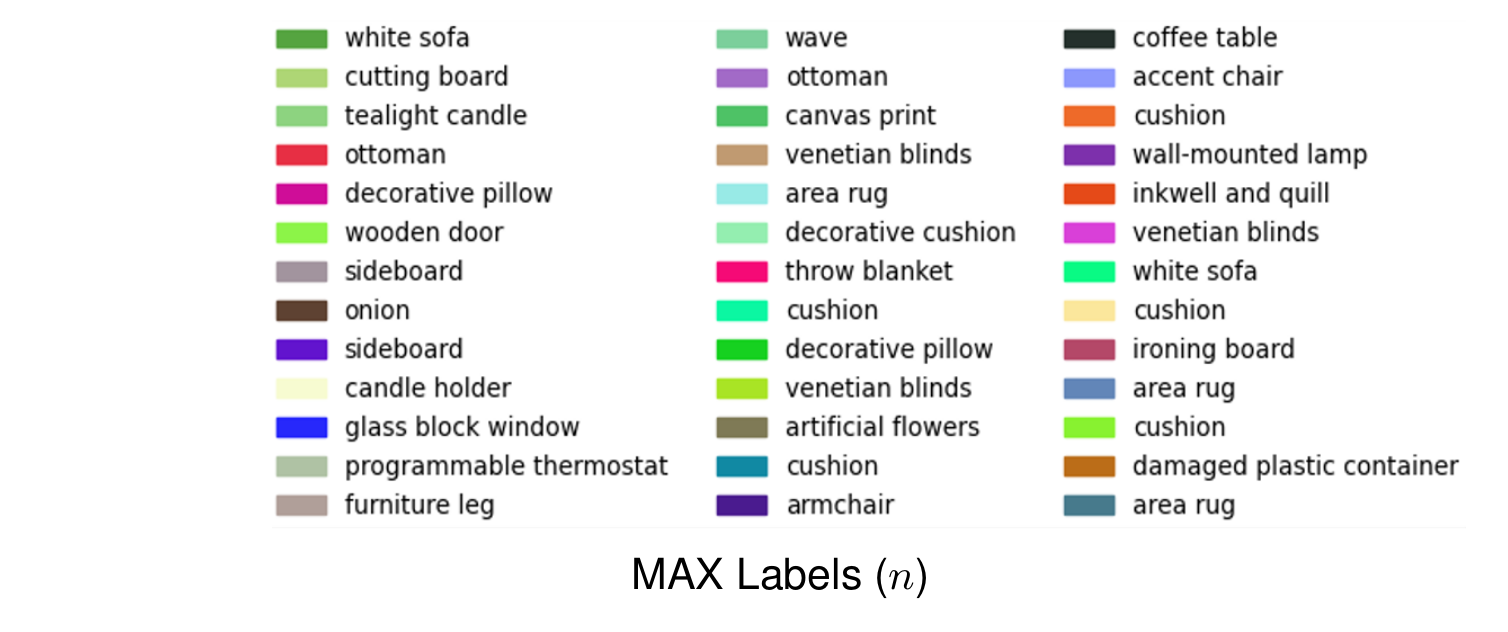 white sofa
cutting board
tealight candle
ottoman
decorative pillow
wooden door
sideboard
onion
sideboard
candle holder
glass block window
programmable thermostat
furniture leg
wave
ottoman
canvas print
venetian blinds
area rug
decorative cushion
throw blanket
cushion
decorative pillow
venetian blinds
artificial flowers
cushion
armchair
coffee table
accent chair
cushion
wall-mounted lamp
inkwell and quill
venetian blinds
white sofa
cushion
ironing board
area rug
cushion
damaged plastic container
area rug
MAX Labels (n)